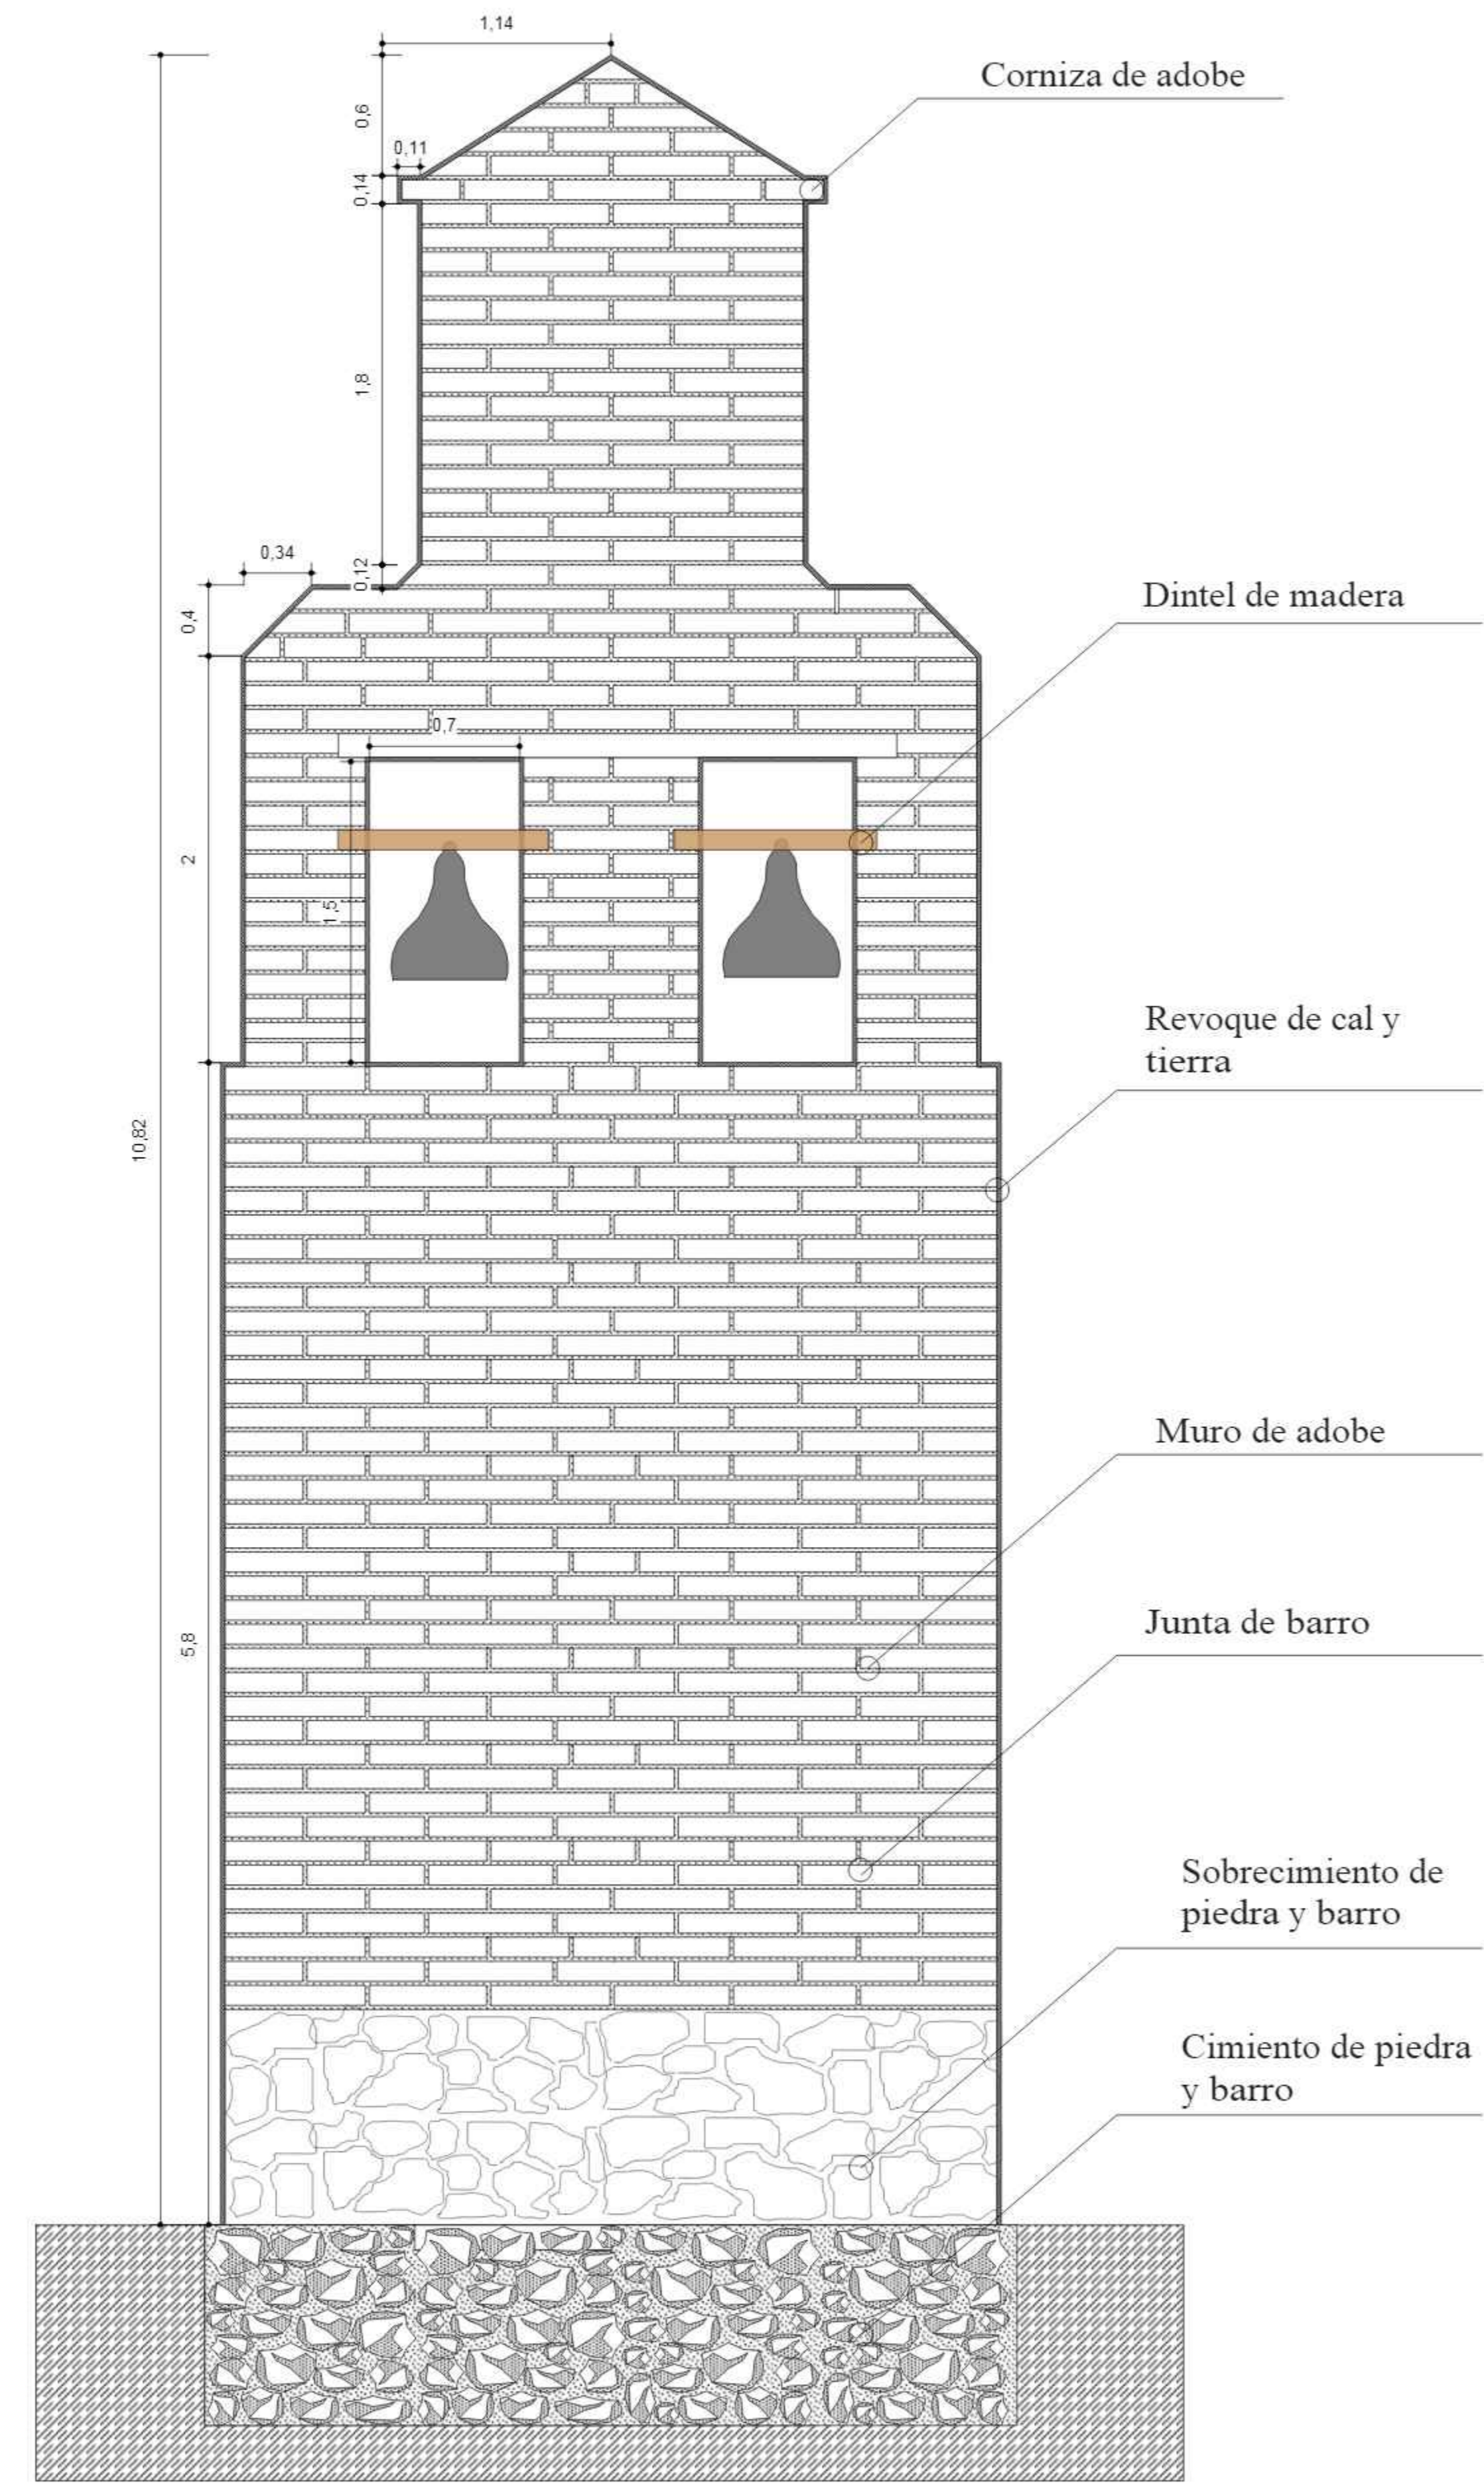 1,14
Corniza de adobe
0,6
0,11
0,14
1,8
0,34
0,12
0,4
Dintel de madera
0,7
2
1,5
Revoque de cal y
tierra
10,82
Muro de adobe
Junta de barro
5,8
Sobrecimiento de
piedra y barro
Cimiento de piedra
y barro